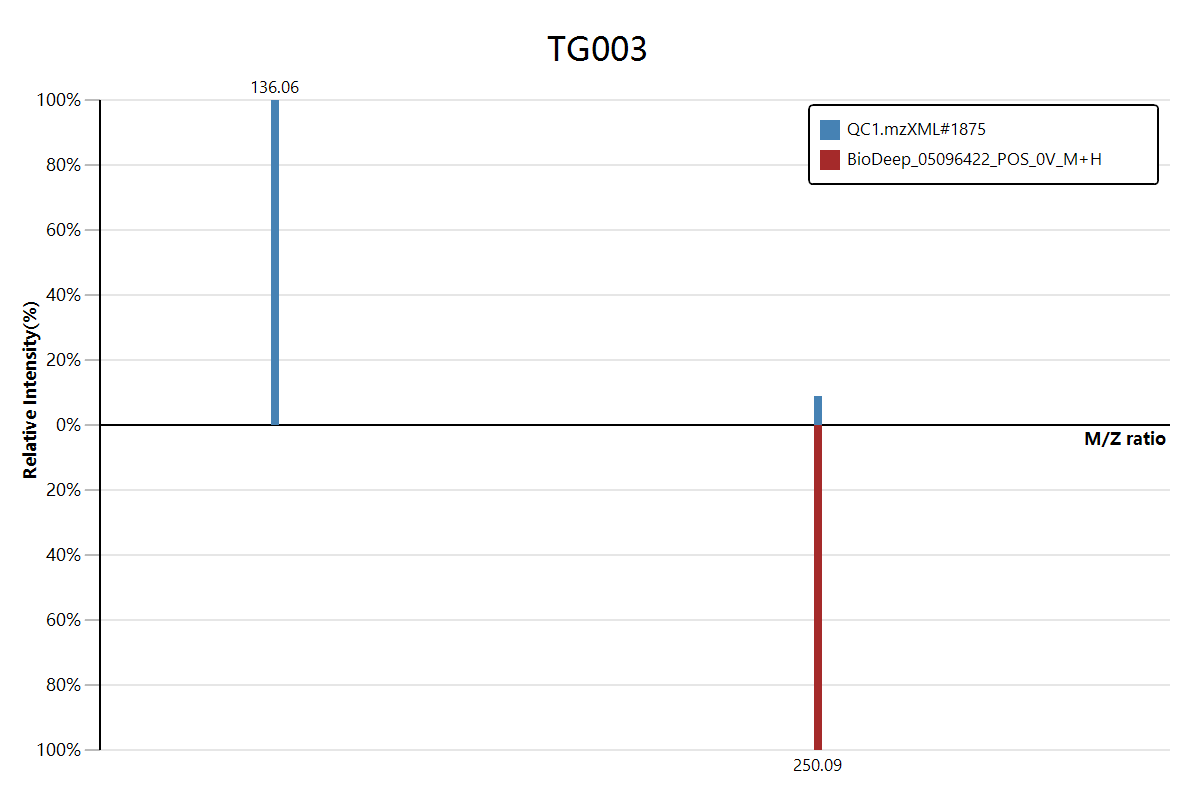 TG003
136.06
100%
80%
60%
40%
20%
0%
20%
40%
60%
80%
100%
Relative Intensity(%)
QC1.mzXML#1875
BioDeep_05096422_POS_0V_M+H
M/Z ratio
250.09